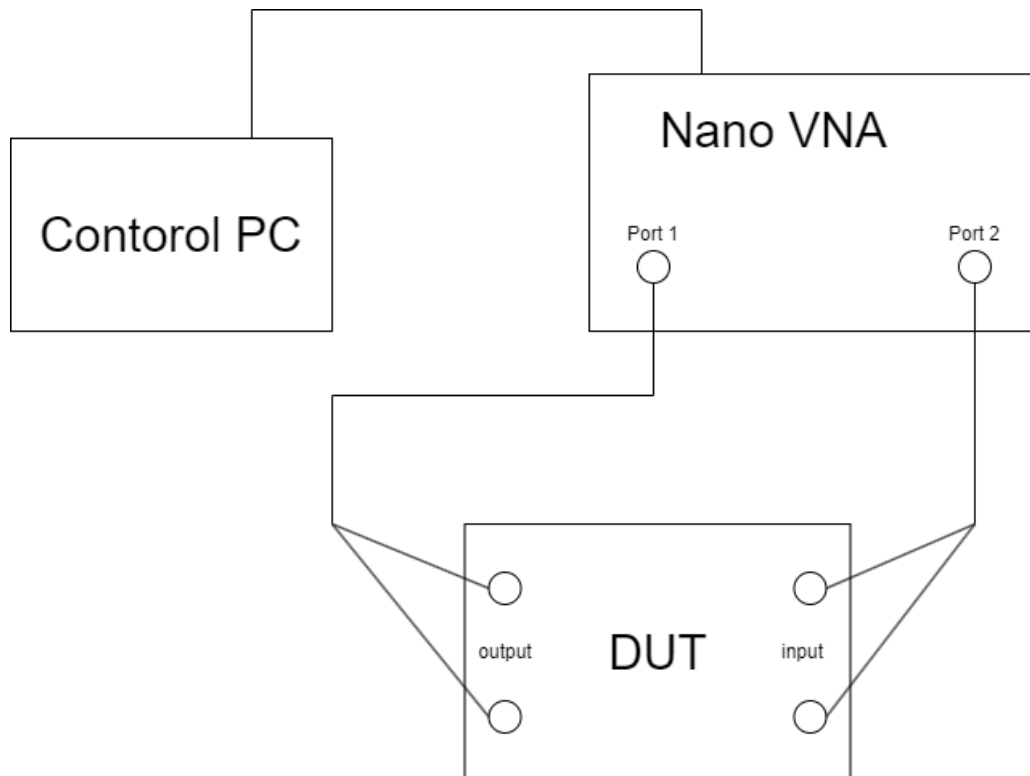 Nano VNA
Contorol PC
Port 1
Port 2
output
DUT
input